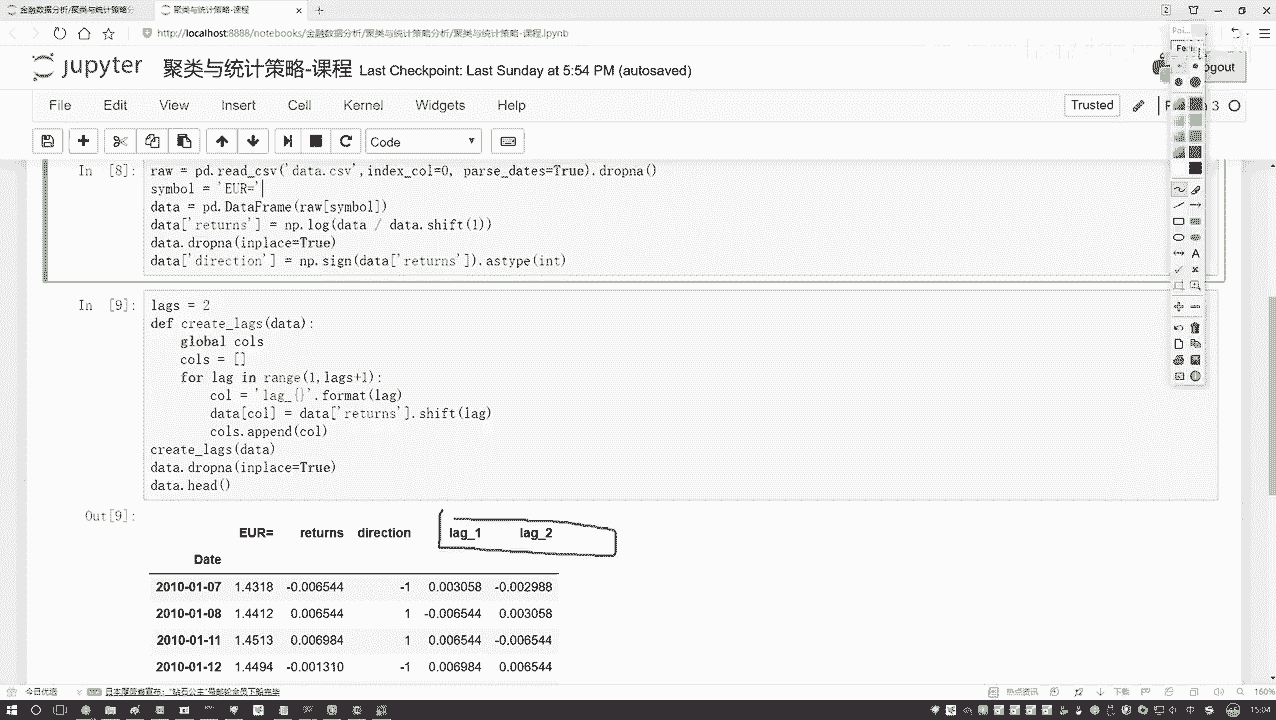 金融数据分析/聚类与统计策略
聚类与统计策略-课程
http://localhost:8888/notebooks/金融数据分析/聚类与统计策略分析/聚类与统计策略-课程.ipynb
jupyter 聚类与统计策略-课程 Last Checkpoint: Last Sunday at 5:54 PM (autosaved)
Logout
File Edit View Insert Cell Kernel Widgets Help
Trusted
3
Code
In [8]:
raw = pd.read_csv('data.csv',index_col=0, parse_dates=True).dropna()
symbol = 'EUR='
data = pd.DataFrame(raw[symbol])
data['returns'] = np.log(data / data.shift(1))
data.dropna(inplace=True)
data['direction'] = np.sign(data['returns']).astype(int)
In [9]:
lags = 2
def create_lags(data):
global cols
cols = []
for lag in range(1,lags+1):
col = 'lag_{}'.format(lag)
data[col] = data['returns'].shift(lag)
cols.append(col)
create_lags(data)
data.dropna(inplace=True)
data.head()
Out[9]:
EUR= returns direction lag_1 lag_2
Date
2010-01-07 1.4318 -0.006544 -1 0.003058 -0.002988
2010-01-08 1.4412 0.006544 1 -0.006544 0.003058
2010-01-11 1.4513 0.006984 1 0.006544 -0.006544
2010-01-12 1.4494 -0.001310 -1 0.006984 0.006544
今日优选
热点资讯
下载
160%
15:04